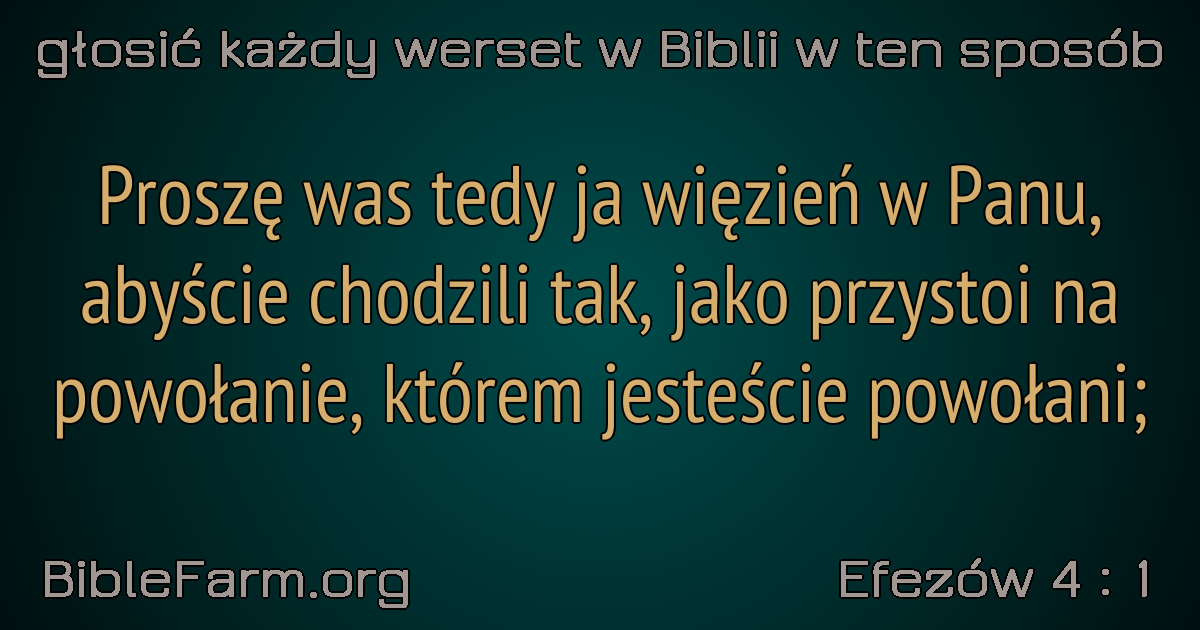 głosić każdy werset w Biblii w ten sposób
Proszę was tedy ja więzień w Panu,
abyście chodzili tak, jako przystoi na
powołanie, którem jesteście powołani;
BibleFarm.org
Efezów 4 : 1